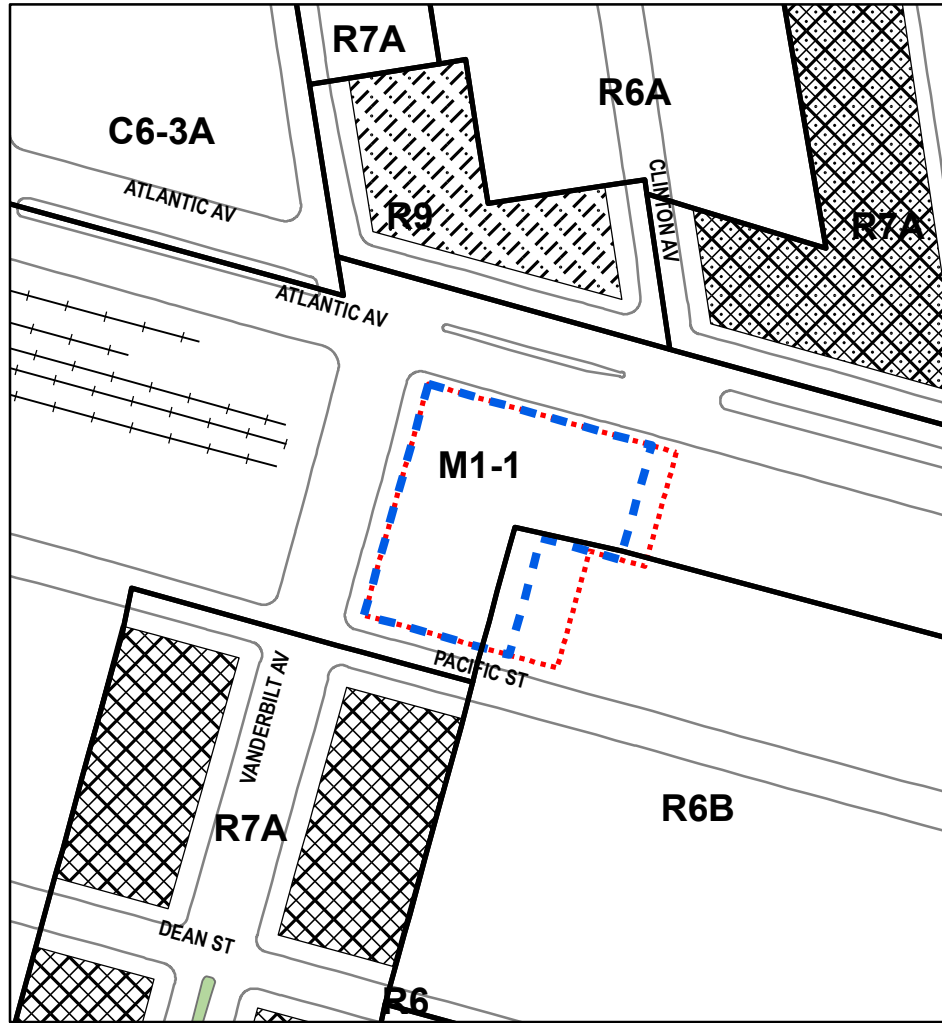 R7A
R6A
C6-3A
CLINTON AV
ATLANTIC AV
R9
R7A
ATLANTIC AV
M1-1
PACIFIC ST
VANDERBILT AV
R6B
R7A
DEAN ST
R6